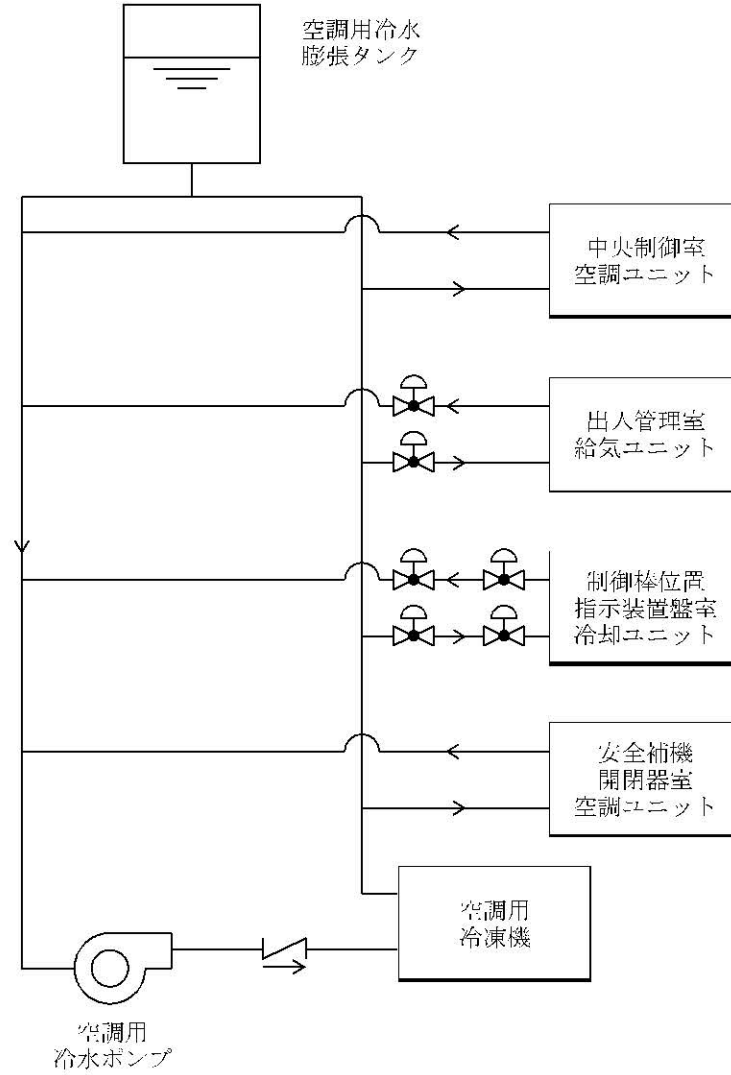 空調用冷水
膨張タンク
中央制御室
空調ユニット
出入管理室
給気ユニット
制御棒位置
指示装置盤室
冷却ユニット
安全補機
開閉器室
空調ユニット
空調用
冷凍機
空調用
冷水ポンプ